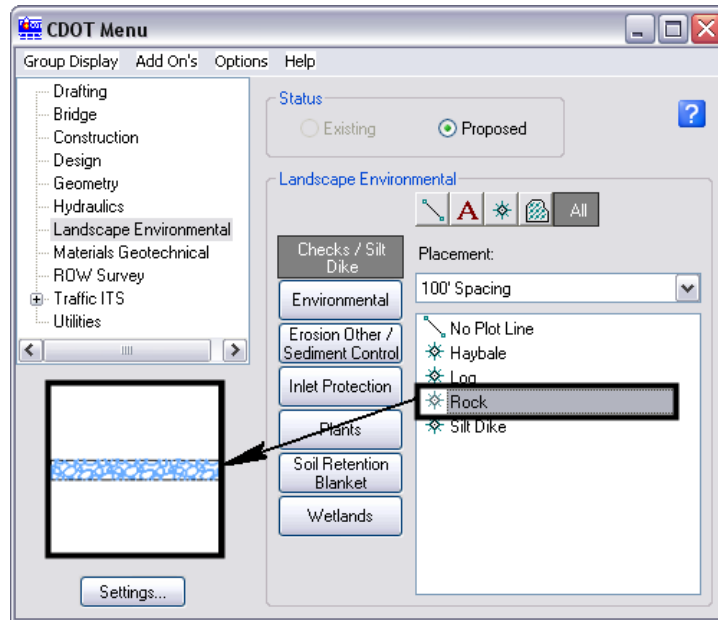 CDOT Menu
Group Display Add On's Options Help
Drafting
Bridge
Construction
Design
Geometry
Hydraulics
Landscape Environmental
Materials Geotechnical
ROW Survey
Traffic ITS
Utilities
Status
Existing
Proposed
?
Landscape Environmental
A
All
Checks / Silt
Dike
Environmental
Erosion Other /
Sediment Control
Inlet Protection
Plants
Soil Retention
Blanket
Wetlands
Placement:
100' Spacing
No Plot Line
Haybale
Log
Rock
Silt Dike
Settings...